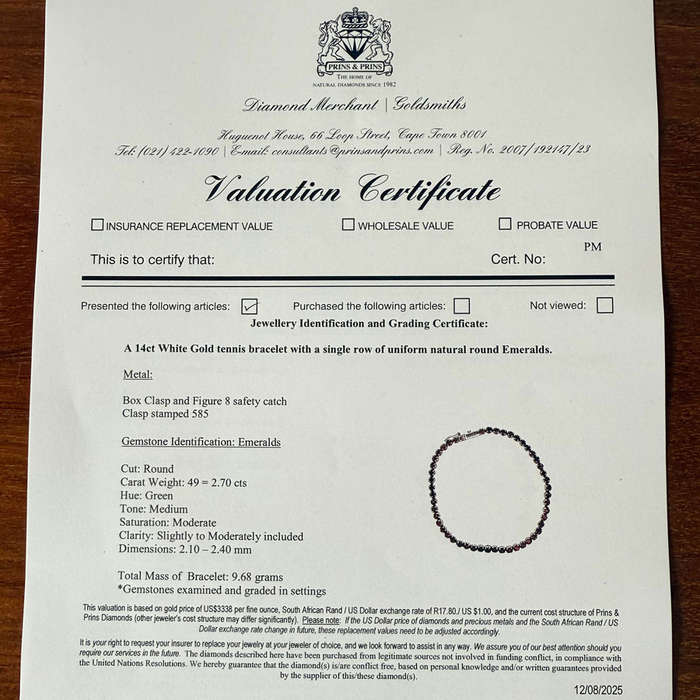 PRINS & PRINS
THE HOME OF
NATURAL DIAMONDS SINCE 1982
Diamond Merchant | Goldsmiths
Huguenot House, 66 Loop Street, Cape Town 8001
Tel: (021) 422-1090 | E-mail: consultants@prinsandprins.com | Reg. No. 2007/192147/23
Valuation Certificate
INSURANCE REPLACEMENT VALUE WHOLESALE VALUE PROBATE VALUE
PM
This is to certify that: Cert. No:
Presented the following articles: Purchased the following articles: Not viewed:
Jewellery Identification and Grading Certificate:
A 14ct White Gold tennis bracelet with a single row of uniform natural round Emeralds.
Metal:
Box Clasp and Figure 8 safety catch
Clasp stamped 585
Gemstone Identification: Emeralds
Cut: Round
Carat Weight: 49 = 2.70 cts
Hue: Green
Tone: Medium
Saturation: Moderate
Clarity: Slightly to Moderately included
Dimensions: 2.10 – 2.40 mm
Total Mass of Bracelet: 9.68 grams
*Gemstones examined and graded in settings
This valuation is based on gold price of US$3338 per fine ounce, South African Rand / US Dollar exchange rate of R17.80./ US $1.00, and the current cost structure of Prins &
Prins Diamonds (other jeweler's cost structure may differ significantly). Please note: If the US Dollar price of diamonds and precious metals and the South African Rand / US
Dollar exchange rate change in future, these replacement values need to be adjusted accordingly.
It is your right to request your insurer to replace your jewelry at your jeweler of choice, and we look forward to assist in any way. We assure you of our best attention should you
require our services in the future. The diamonds described here have been purchased from legitimate sources not involved in funding conflict, in compliance with
the United Nations Resolutions. We hereby guarantee that the diamond(s) is/are conflict free, based on personal knowledge and/or written guarantees provided
by the supplier of this/these diamond(s).
12/08/2025